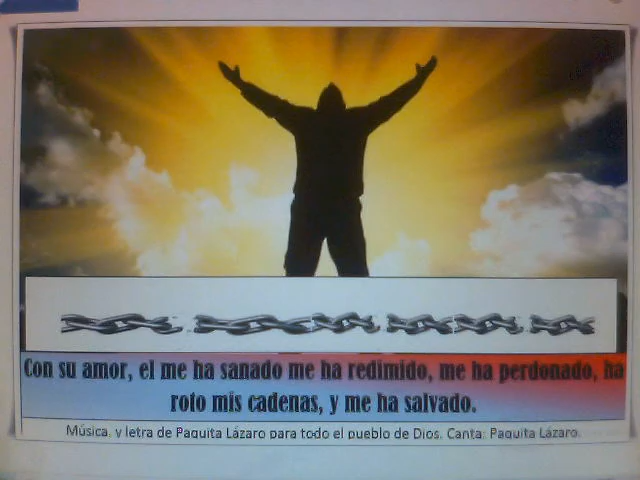 Con su amor, el me ha sanado me ha redimido, me ha perdonado, ha
roto mis cadenas, y me ha salvado.
Música. y letra de Paquita Lázaro para todo el pueblo de Dios. Canta: Paquita Lázaro.